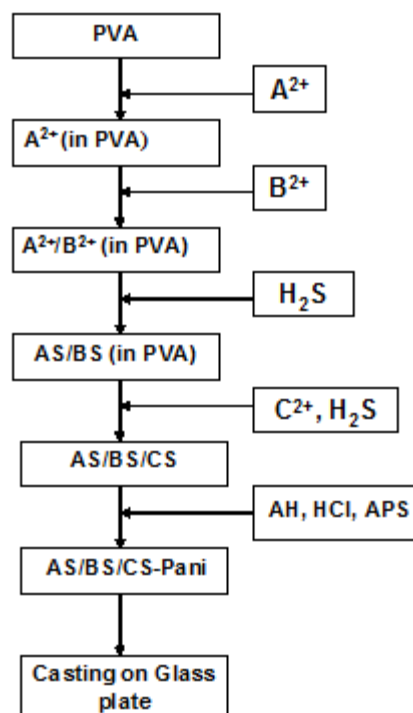 PVA
A²⁺
A²⁺(in PVA)
B²⁺
A²⁺/B²⁺ (in PVA)
H₂S
AS/BS (in PVA)
C²⁺, H₂S
AS/BS/CS
AH, HCl, APS
AS/BS/CS-Pani
Casting on Glass
plate